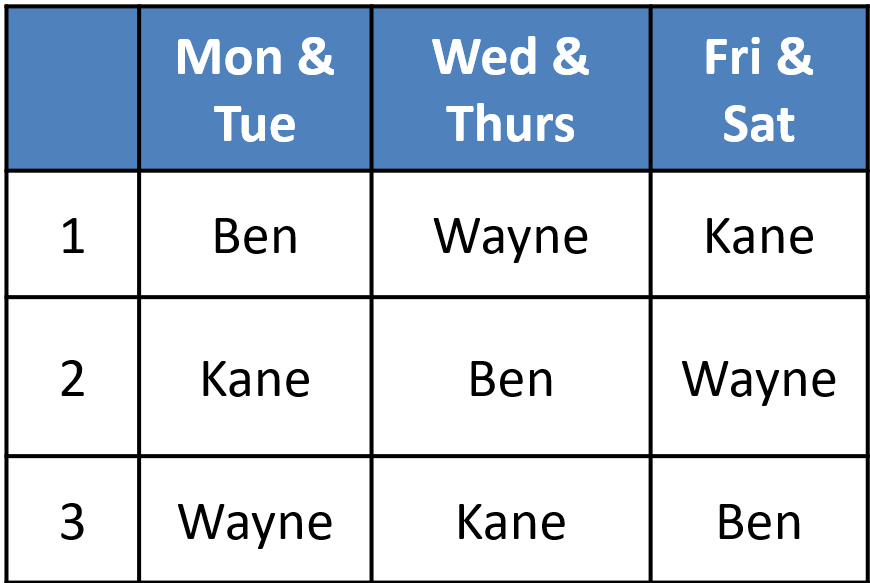 Mon & Wed & Fri &
Tue Thurs Sat
1 Ben Wayne Kane
2 Kane Ben Wayne
3 Wayne Kane Ben